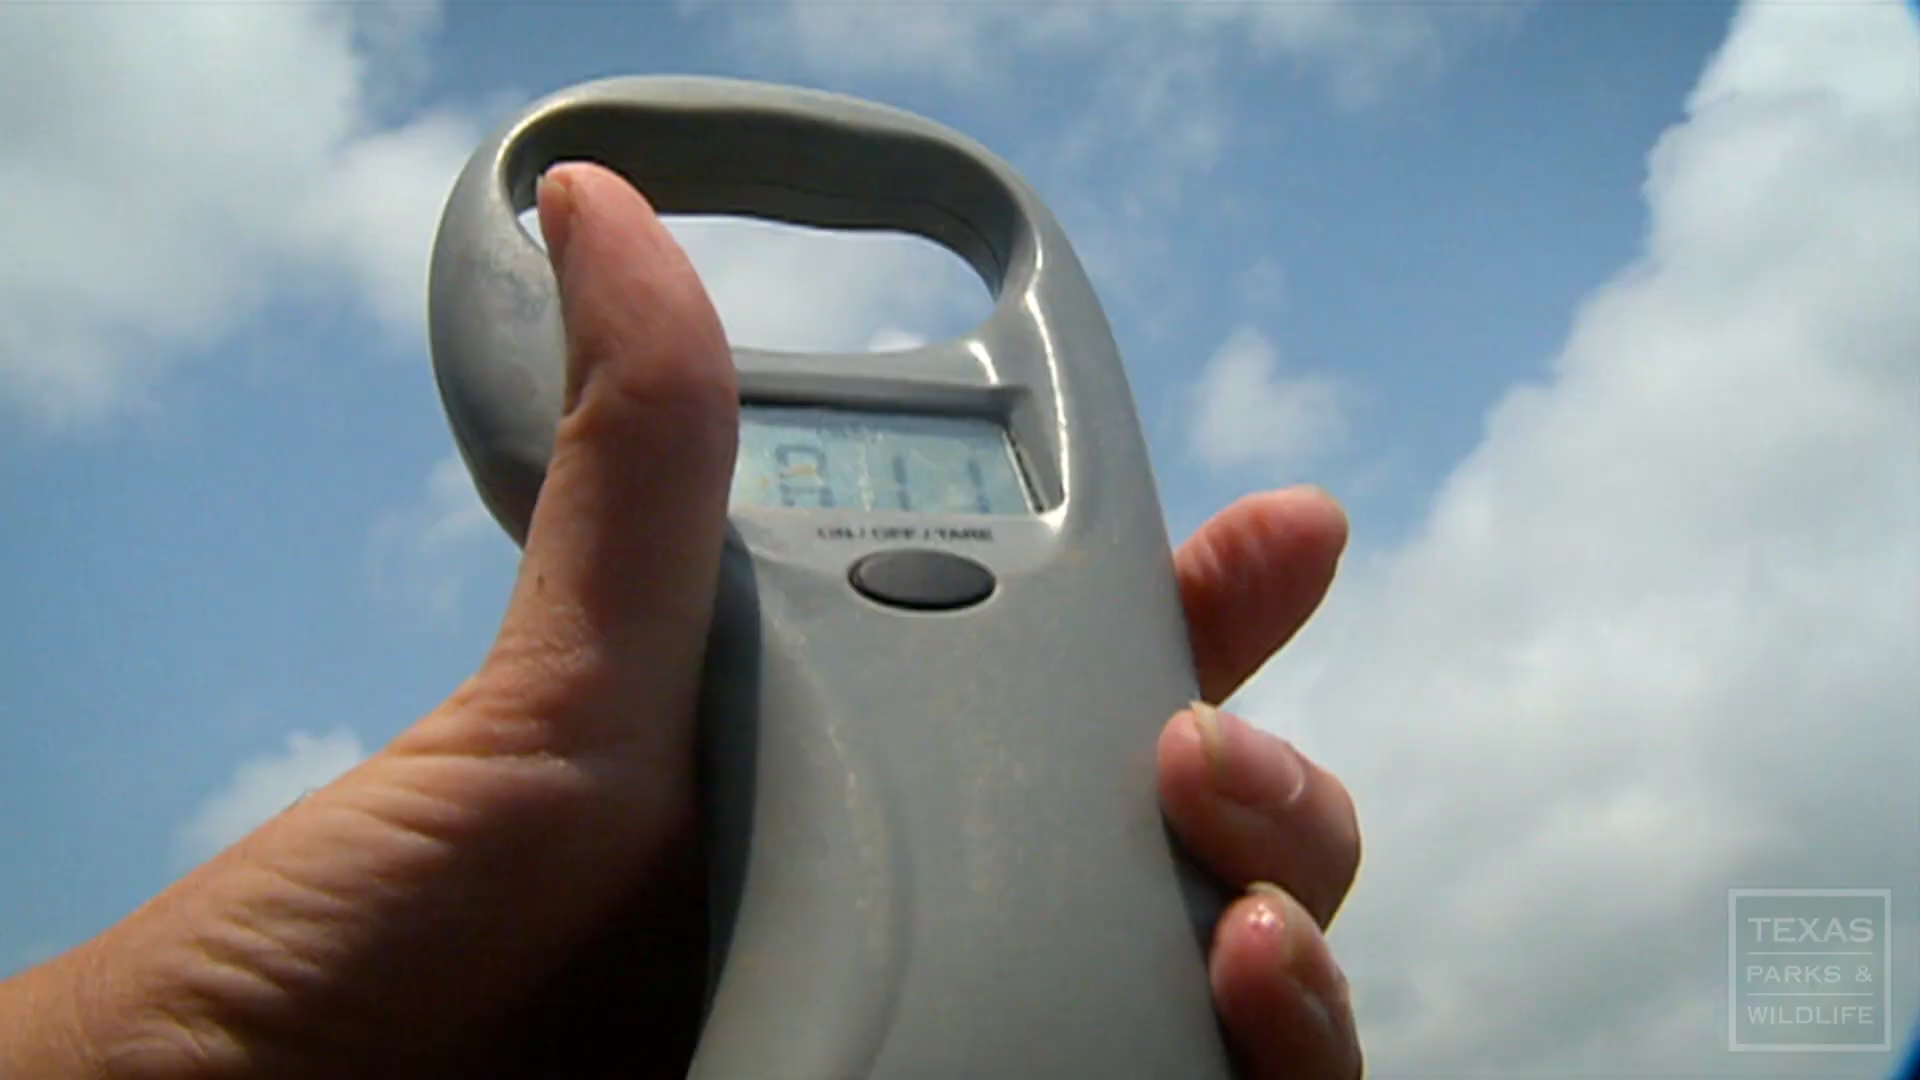 ON / OFF / TARE
TEXAS
PARKS &
WILDLIFE